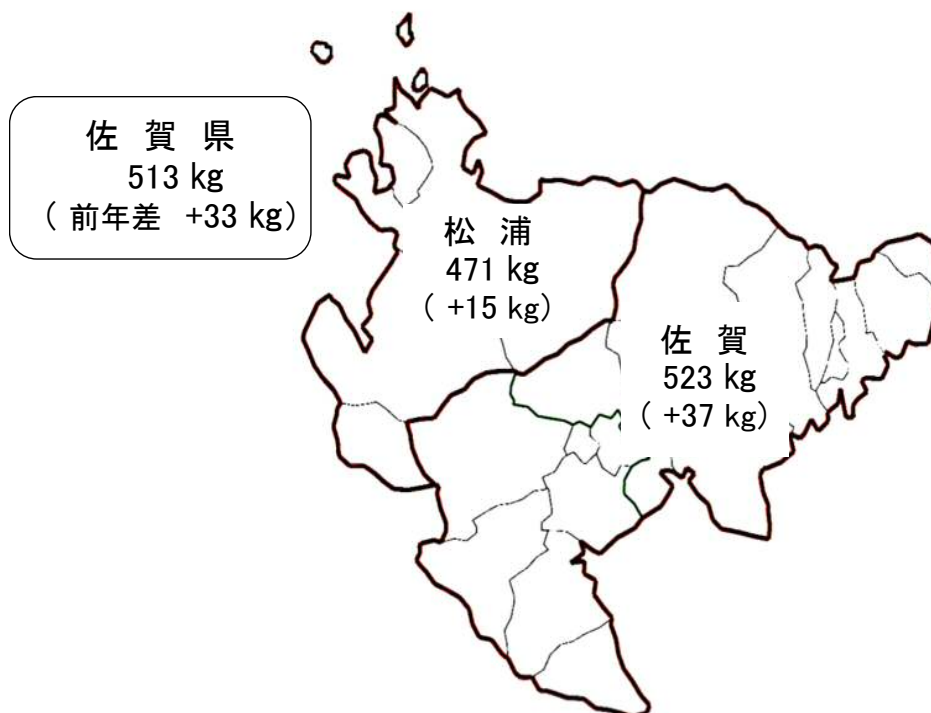 佐 賀 県
513 kg
( 前年差 +33 kg)
松 浦
471 kg
( +15 kg)
佐 賀
523 kg
( +37 kg)